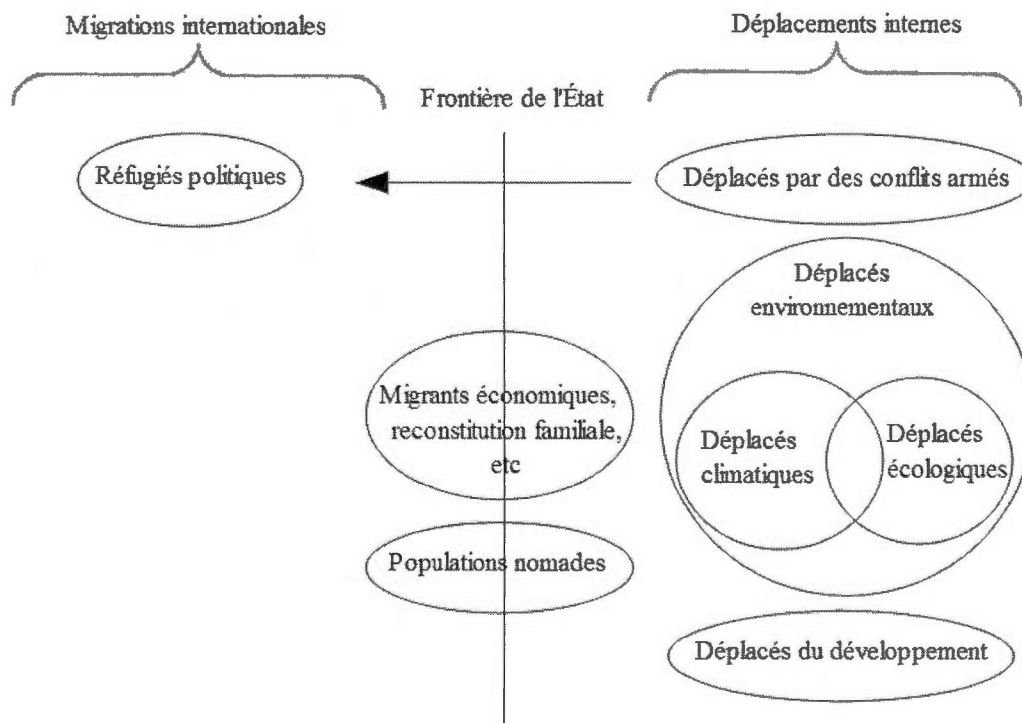 Migrations internationales
Déplacements internes
Frontière de l'État
Réfugiés politiques
Déplacés par des conflits armés
Déplacés
environnementaux
Migrants économiques,
reconstitution familiale,
etc
Déplacés
climatiques
Déplacés
écologiques
Populations nomades
Déplacés du développement